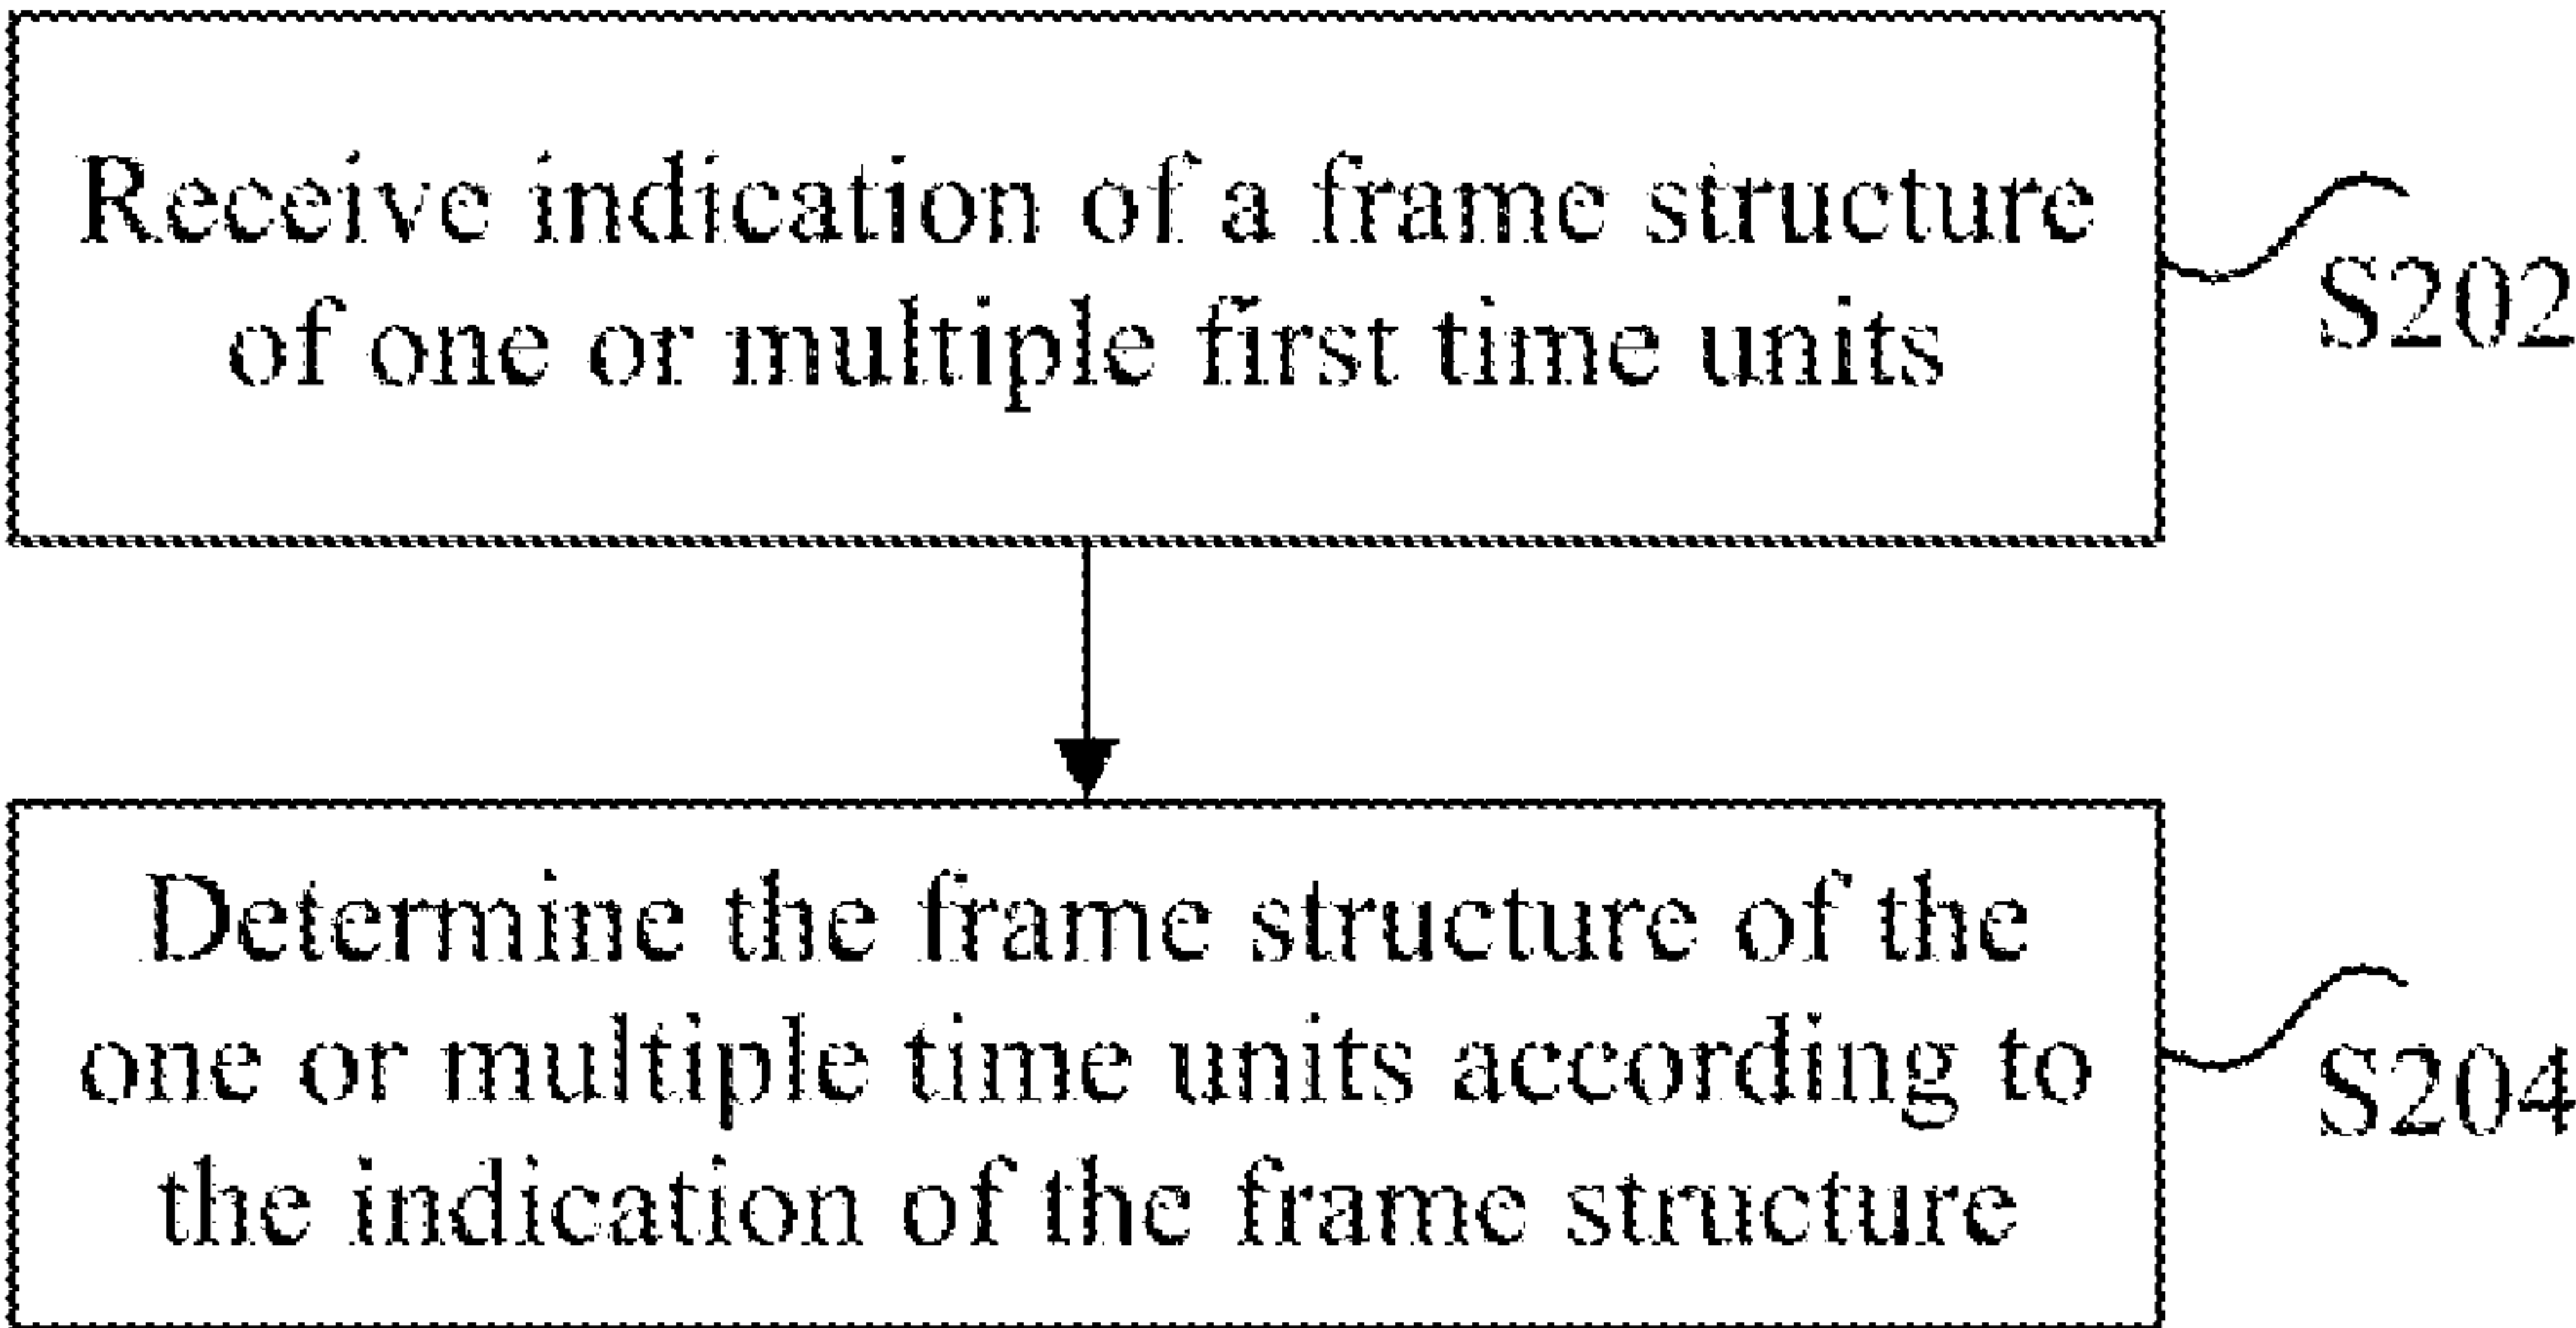 Receive indication of a frame structure
of one or multiple first time units
S202
Determine the frame structure of the
one or multiple time units according to
the indication of the frame structure
S204